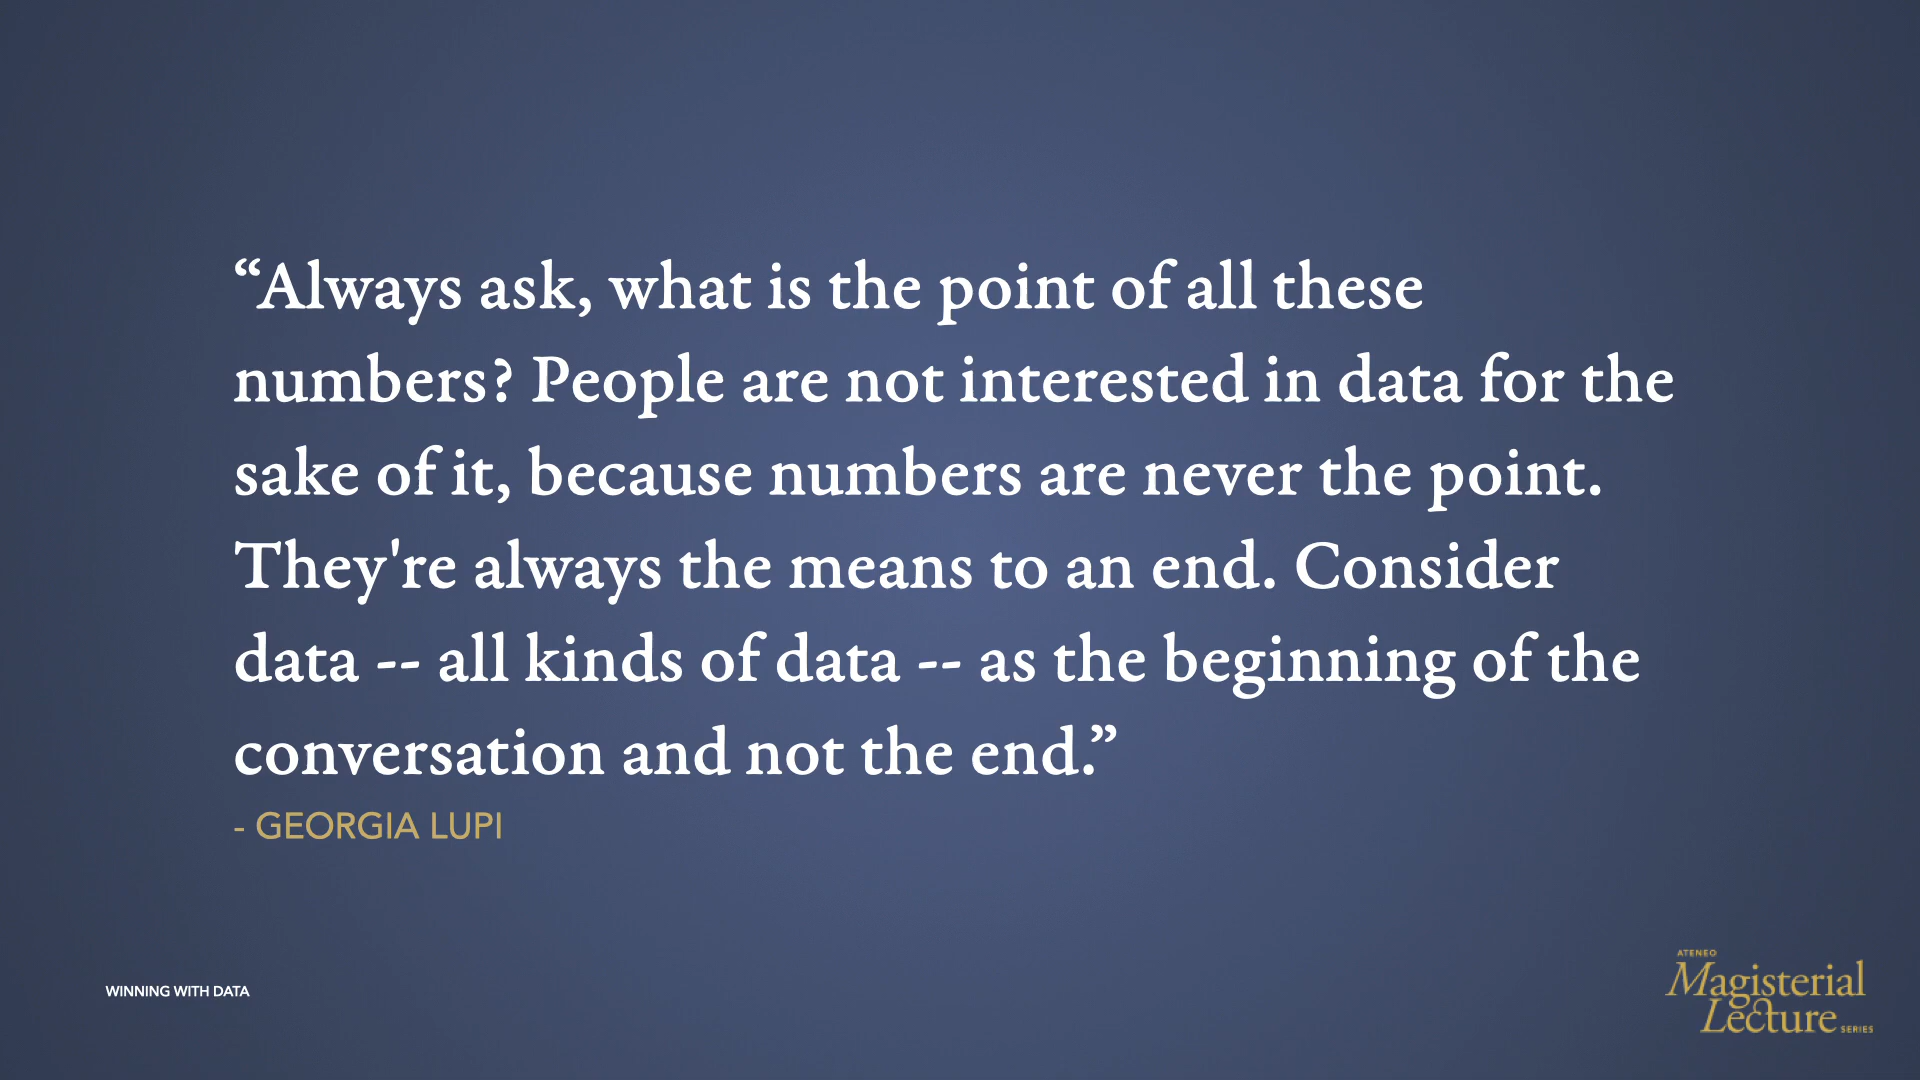 “Always ask, what is the point of all these
numbers? People are not interested in data for the
sake of it, because numbers are never the point.
They're always the means to an end. Consider
data -- all kinds of data -- as the beginning of the
conversation and not the end.”
- GEORGIA LUPI
WINNING WITH DATA
ATENEO
Magisterial
Lecture SERIES